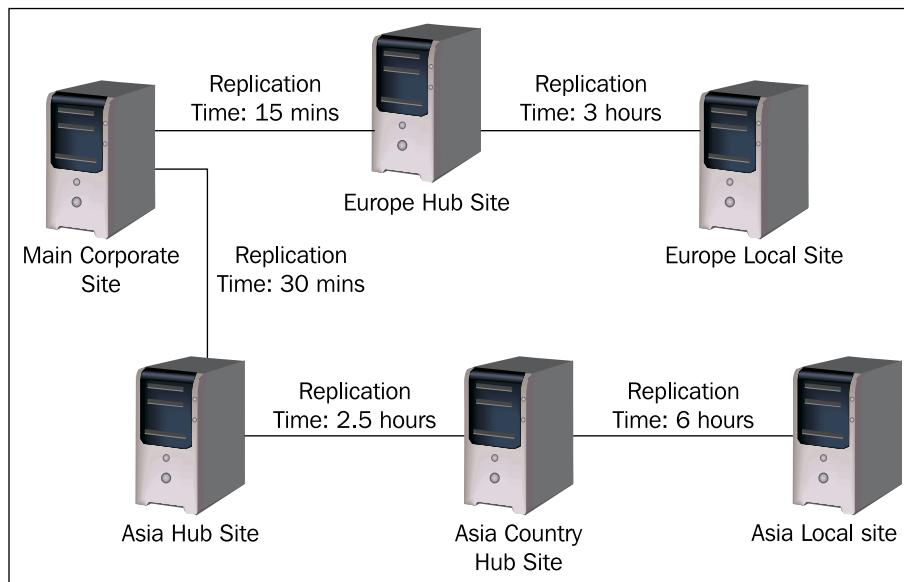 Replication
Time: 15 mins
Replication
Time: 3 hours
Europe Hub Site
Main Corporate
Site
Replication
Time: 30 mins
Europe Local Site
Replication
Time: 2.5 hours
Replication
Time: 6 hours
Asia Hub Site
Asia Country
Hub Site
Asia Local site